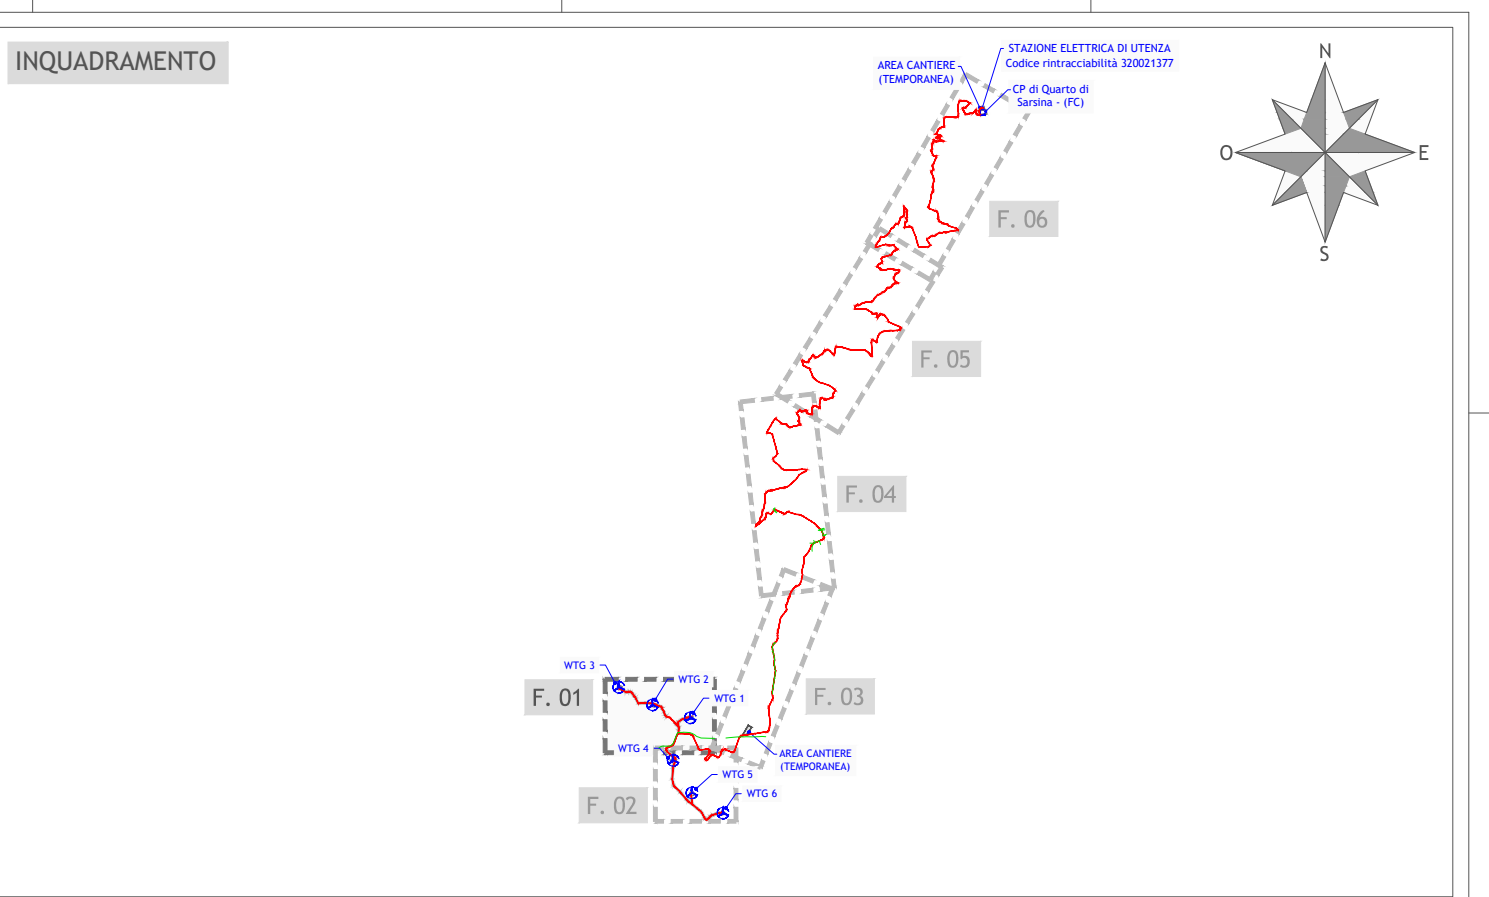 INQUADRAMENTO
STAZIONE ELETTRICA DI UTENZA
Codice rintracciabilità 320021377
AREA CANTIERE
(TEMPORANEA)
CP di Quarto di
Sarsina - (FC)
N
O
E
S
F. 06
F. 05
F. 04
F. 03
WTG 3
WTG 2
WTG 1
F. 01
WTG 4
AREA CANTIERE
(TEMPORANEA)
WTG 5
WTG 6
F. 02